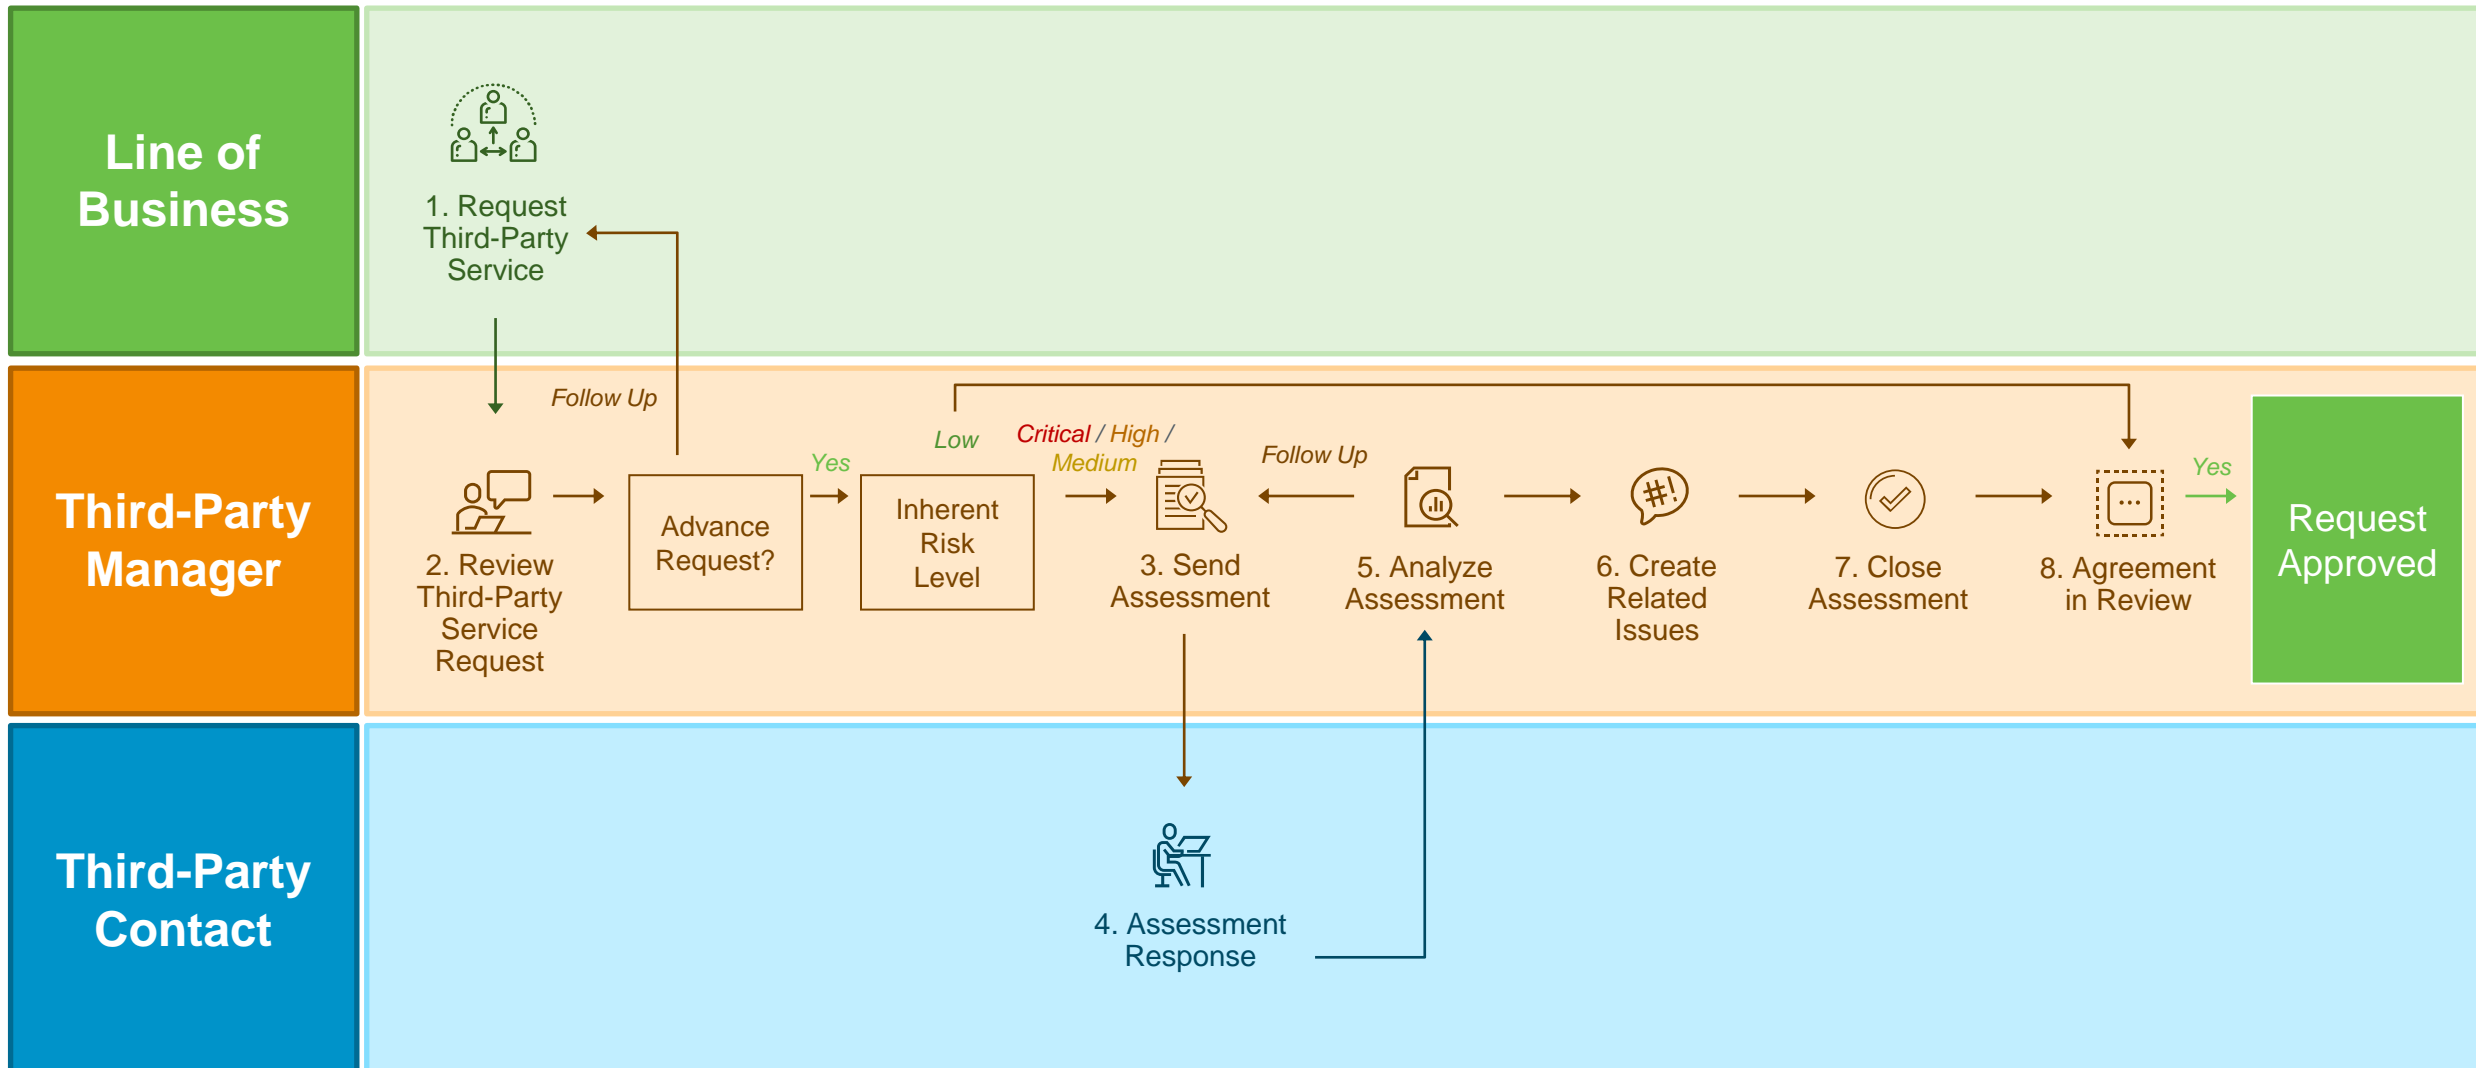 Line of
Business
1. Request
Third-Party
Service
Third-Party
Manager
Follow Up
2. Review
Third-Party
Service
Request
Advance
Request?
Yes
Low
Inherent
Risk
Level
Critical / High /
Medium
3. Send
Assessment
Follow Up
5. Analyze
Assessment
#!
6. Create
Related
Issues
7. Close
Assessment
8. Agreement
in Review
Yes
Request
Approved
Third-Party
Contact
4. Assessment
Response